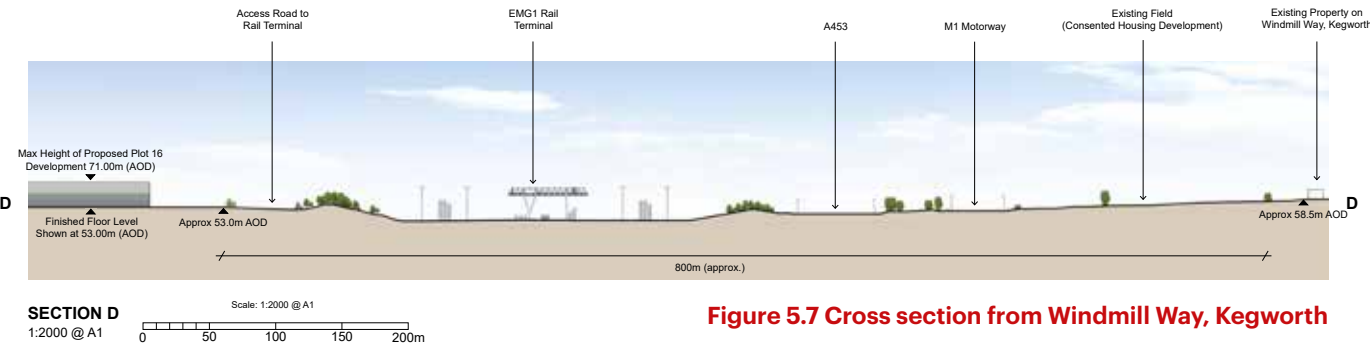 Access Road to
Rail Terminal
EMG1 Rail
Terminal
A453
M1 Motorway
Existing Field
(Consented Housing Development)
Existing Property on
Windmill Way, Kegworth
Max Height of Proposed Plot 16
Development 71.00m (AOD)
D
D
Finished Floor Level
Shown at 53.00m (AOD)
Approx 53.0m AOD
Approx 58.5m AOD
800m (approx.)
SECTION D
1:2000 @ A1
Scale: 1:2000 @ A1
0 50 100 150 200m
Figure 5.7 Cross section from Windmill Way, Kegworth